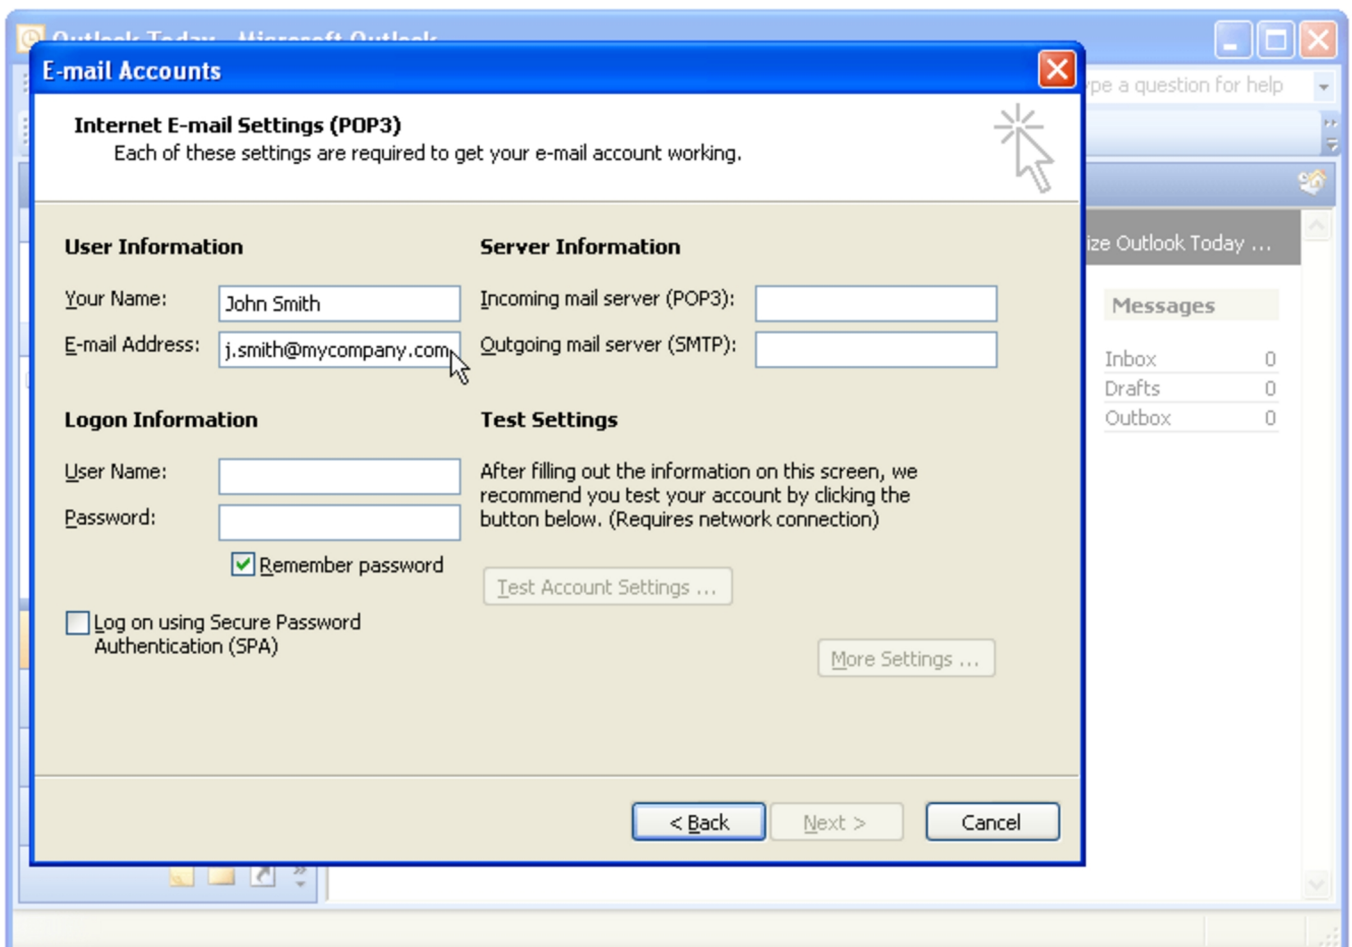 Outlook Today - Microsoft Outlook
E-mail Accounts
ype a question for help
Internet E-mail Settings (POP3)
Each of these settings are required to get your e-mail account working.
ize Outlook Today ...
User Information
Your Name:
John Smith
E-mail Address:
j.smith@mycompany.com
Server Information
Incoming mail server (POP3):
Outgoing mail server (SMTP):
Logon Information
User Name:
Password:
Remember password
Log on using Secure Password
Authentication (SPA)
Test Settings
After filling out the information on this screen, we
recommend you test your account by clicking the
button below. (Requires network connection)
Test Account Settings ...
More Settings ...
Messages
Inbox 0
Drafts 0
Outbox 0
< Back
Next >
Cancel